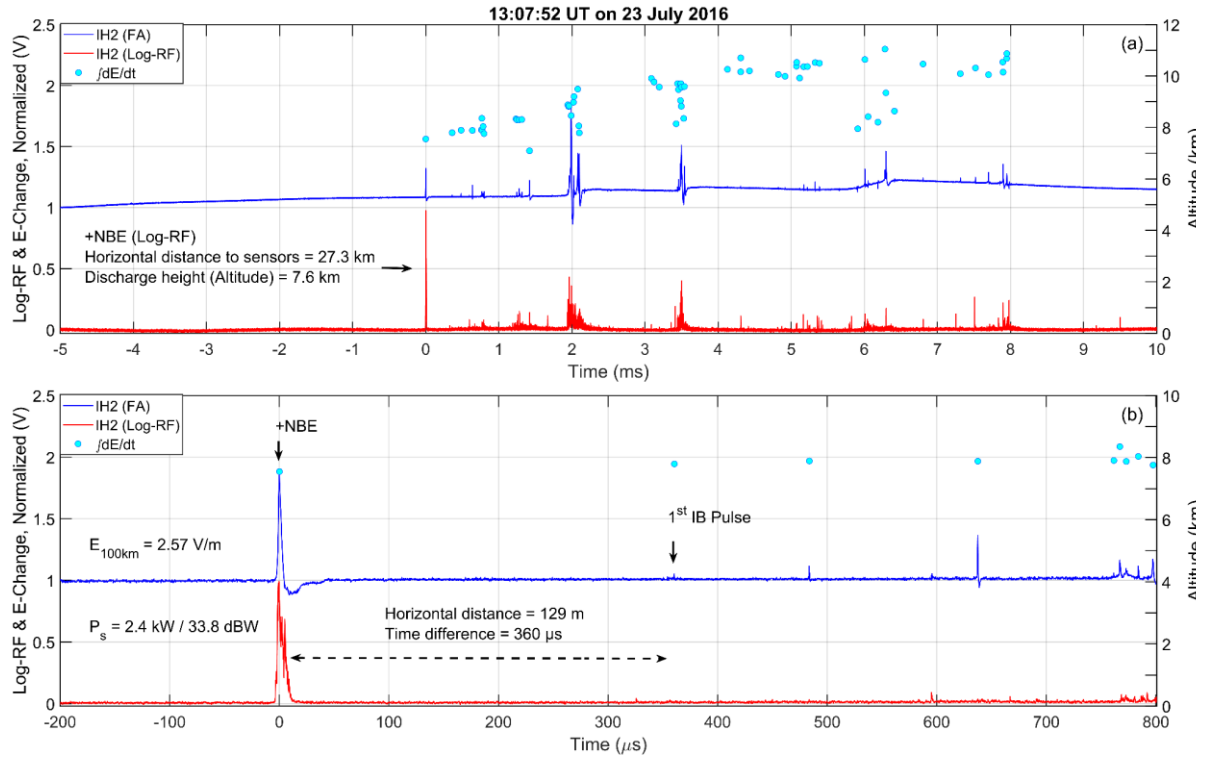 13:07:52 UT on 23 July 2016
IH2 (FA)
IH2 (Log-RF)
∫dE/dt
(a)
Log-RF & E-Change, Normalized (V)
2.5
2
1.5
1
0.5
0
12
10
8
6
4
2
0
Altitude (km)
+NBE (Log-RF)
Horizontal distance to sensors = 27.3 km
Discharge height (Altitude) = 7.6 km
-5 -4 -3 -2 -1 0 1 2 3 4 5 6 7 8 9 10
Time (ms)
IH2 (FA)
IH2 (Log-RF)
∫dE/dt
(b)
Log-RF & E-Change, Normalized (V)
2.5
2
1.5
1
0.5
0
10
8
6
4
2
0
Altitude (km)
+NBE
1st IB Pulse
E100km = 2.57 V/m
Ps = 2.4 kW / 33.8 dBW
Horizontal distance = 129 m
Time difference = 360 μs
-200 -100 0 100 200 300 400 500 600 700 800
Time (μs)